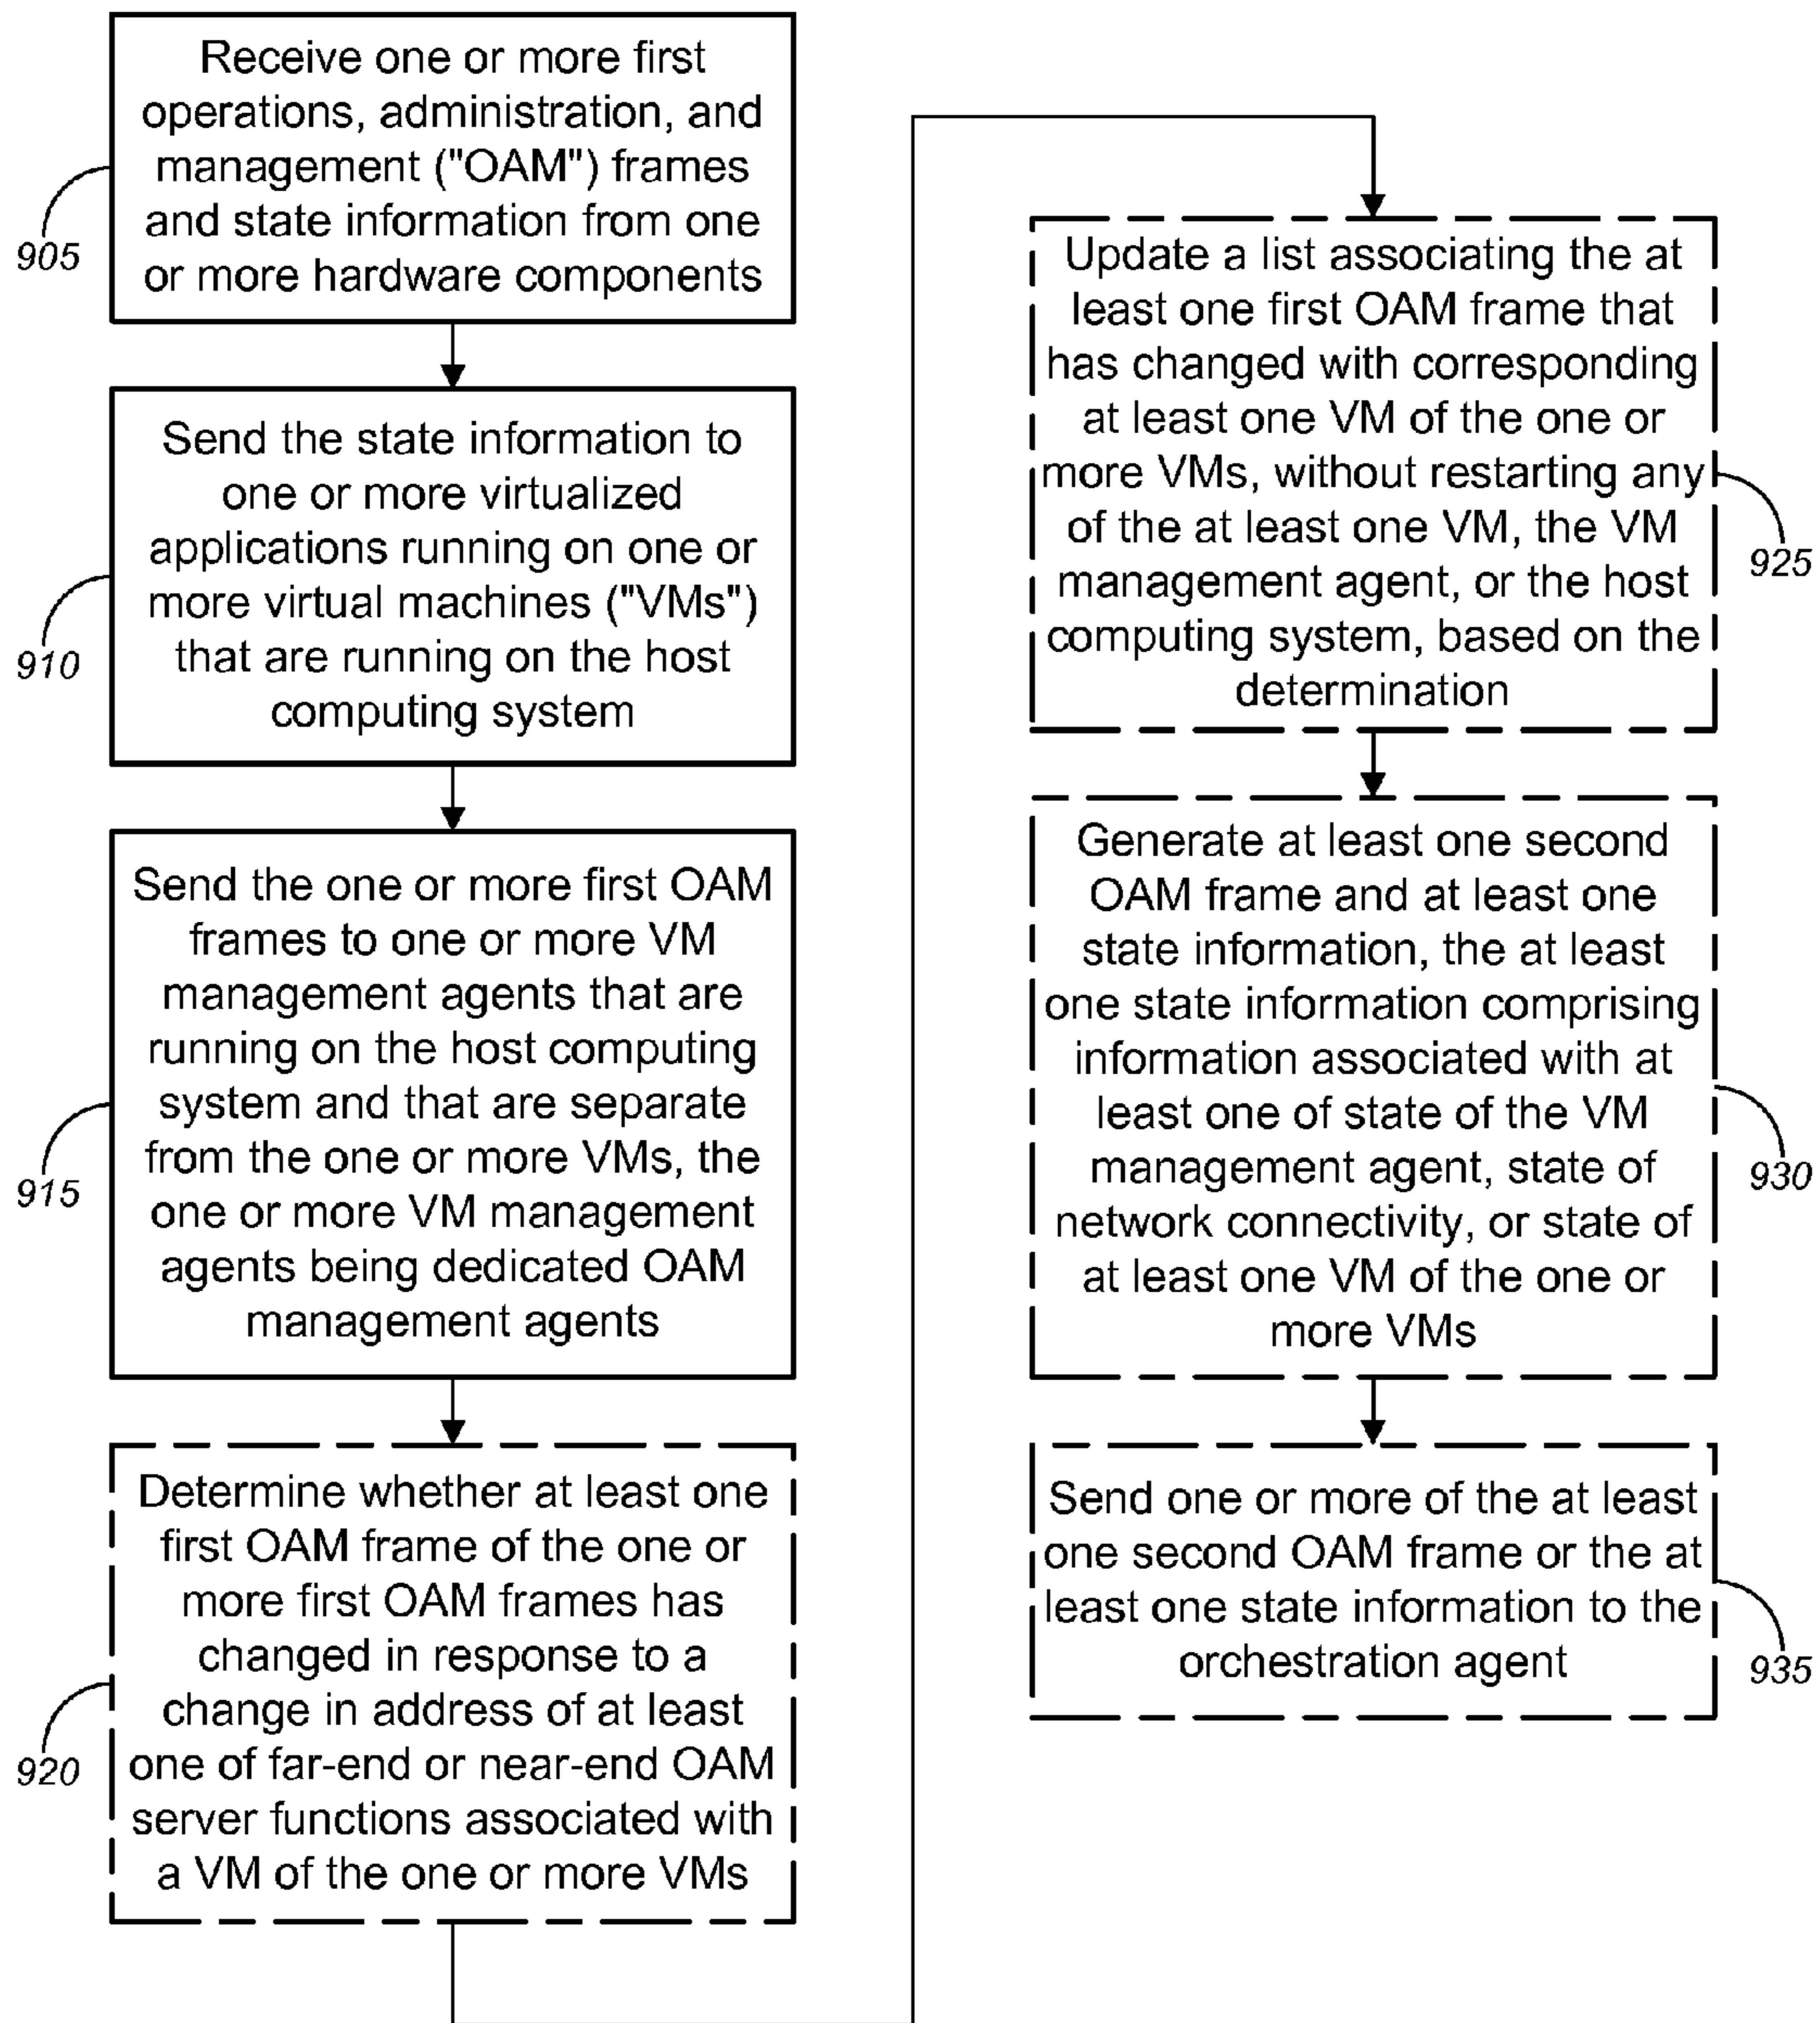 Receive one or more first
operations, administration, and
management ("OAM") frames
and state information from one
or more hardware components
905
Send the state information to
one or more virtualized
applications running on one or
more virtual machines ("VMs")
that are running on the host
computing system
910
Send the one or more first OAM
frames to one or more VM
management agents that are
running on the host computing
system and that are separate
from the one or more VMs, the
one or more VM management
agents being dedicated OAM
management agents
915
Determine whether at least one
first OAM frame of the one or
more first OAM frames has
changed in response to a
change in address of at least
one of far-end or near-end OAM
server functions associated with
a VM of the one or more VMs
920
Update a list associating the at
least one first OAM frame that
has changed with corresponding
at least one VM of the one or
more VMs, without restarting any
of the at least one VM, the VM
management agent, or the host
computing system, based on the
determination
925
Generate at least one second
OAM frame and at least one
state information, the at least
one state information comprising
information associated with at
least one of state of the VM
management agent, state of
network connectivity, or state of
at least one VM of the one or
more VMs
930
Send one or more of the at least
one second OAM frame or the at
least one state information to the
orchestration agent
935